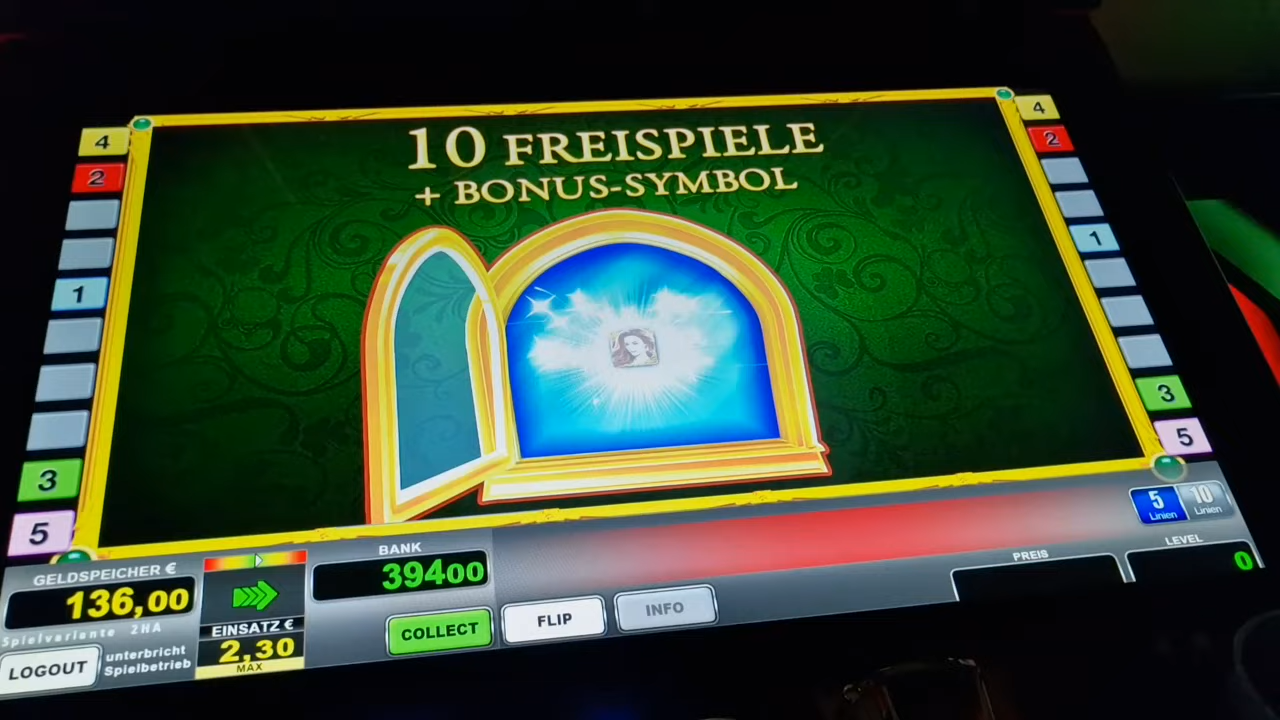 10 FREISPIELE
+ BONUS-SYMBOL
4
2
1
3
5
4
2
1
3
5
5
Linien
10
Linien
GELDSPEICHER €
136,00
Spielvariante 2HA
LOGOUT
unterbricht
Spielbetrieb
EINSATZ €
2,30
MAX
BANK
39400
COLLECT
FLIP
INFO
PREIS
LEVEL
0